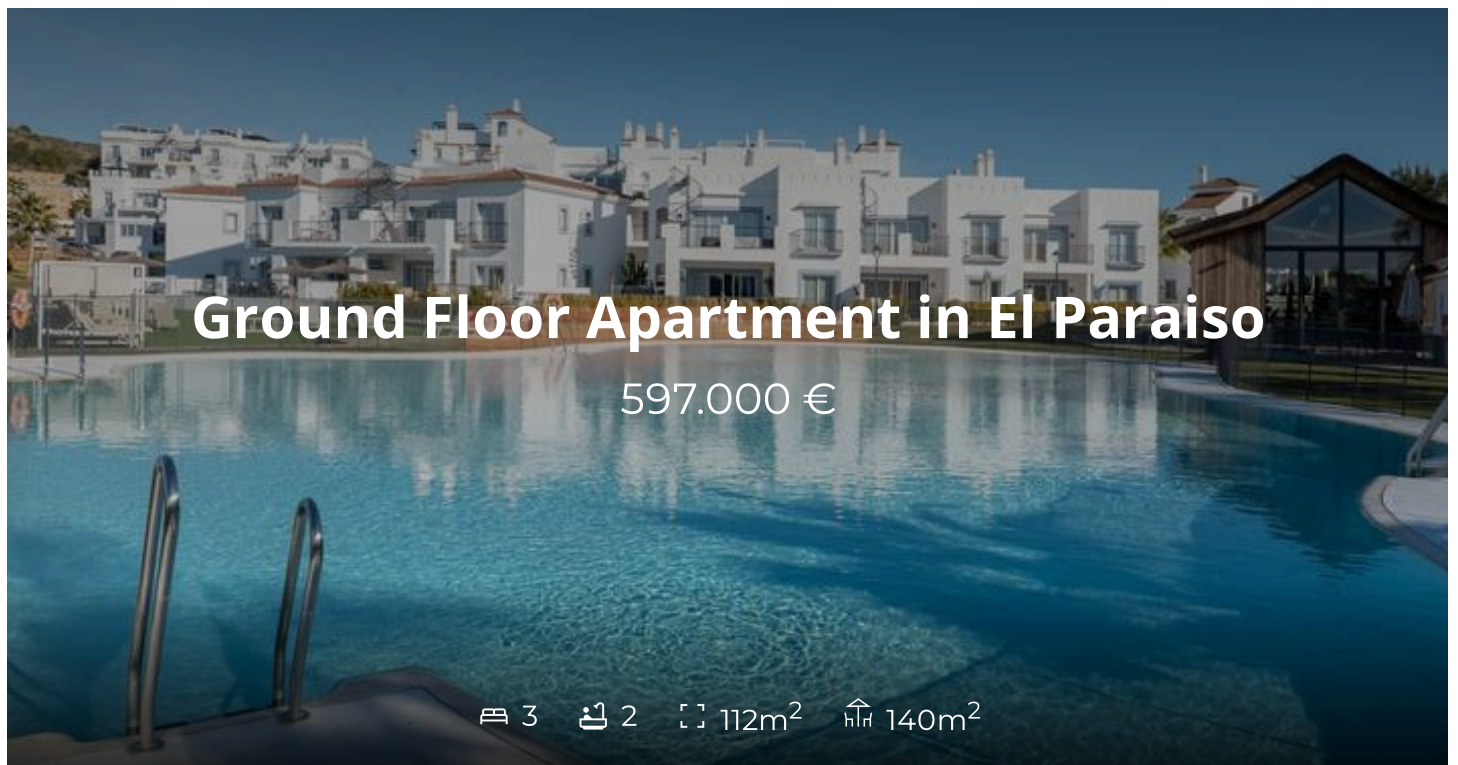 Ground Floor Apartment in El Paraiso
597.000 €
3 2 112m² 140m²